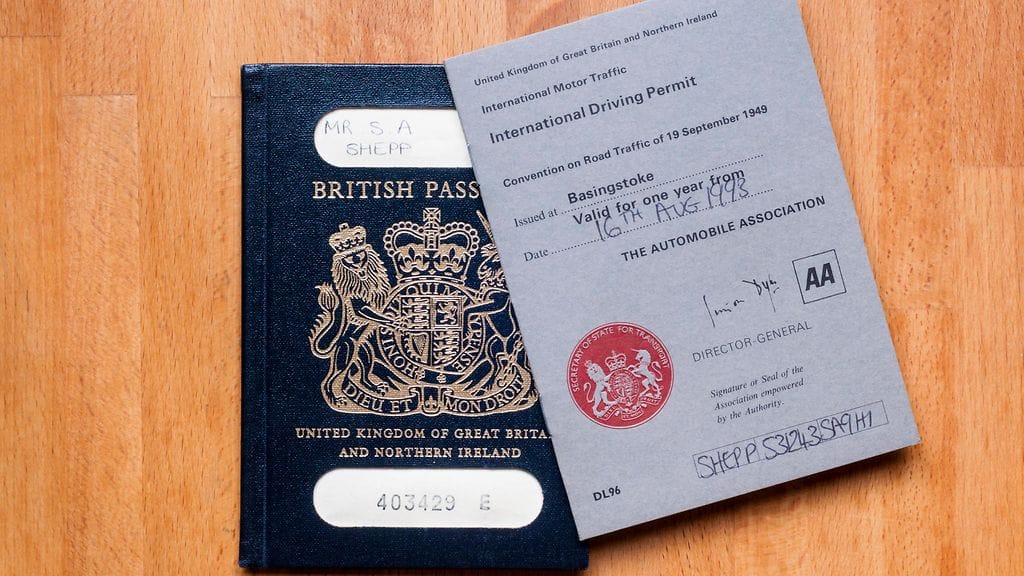 MR S. A
SHEPP
BRITISH PASS
DIEU ET MON DROIT
UNITED KINGDOM OF GREAT BRITA
AND NORTHERN IRELAND
403429 E
United Kingdom of Great Britain and Northern Ireland
International Motor Traffic
International Driving Permit
Convention on Road Traffic of 19 September 1949
Issued at Basingstoke
Valid for one year from
Date 16TH AUG 1993
THE AUTOMOBILE ASSOCIATION
AA
DIRECTOR-GENERAL
SECRETARY OF STATE FOR TRANSPORT
Signature or Seal of the
Association empowered
by the Authority.
SHEPP
DL96